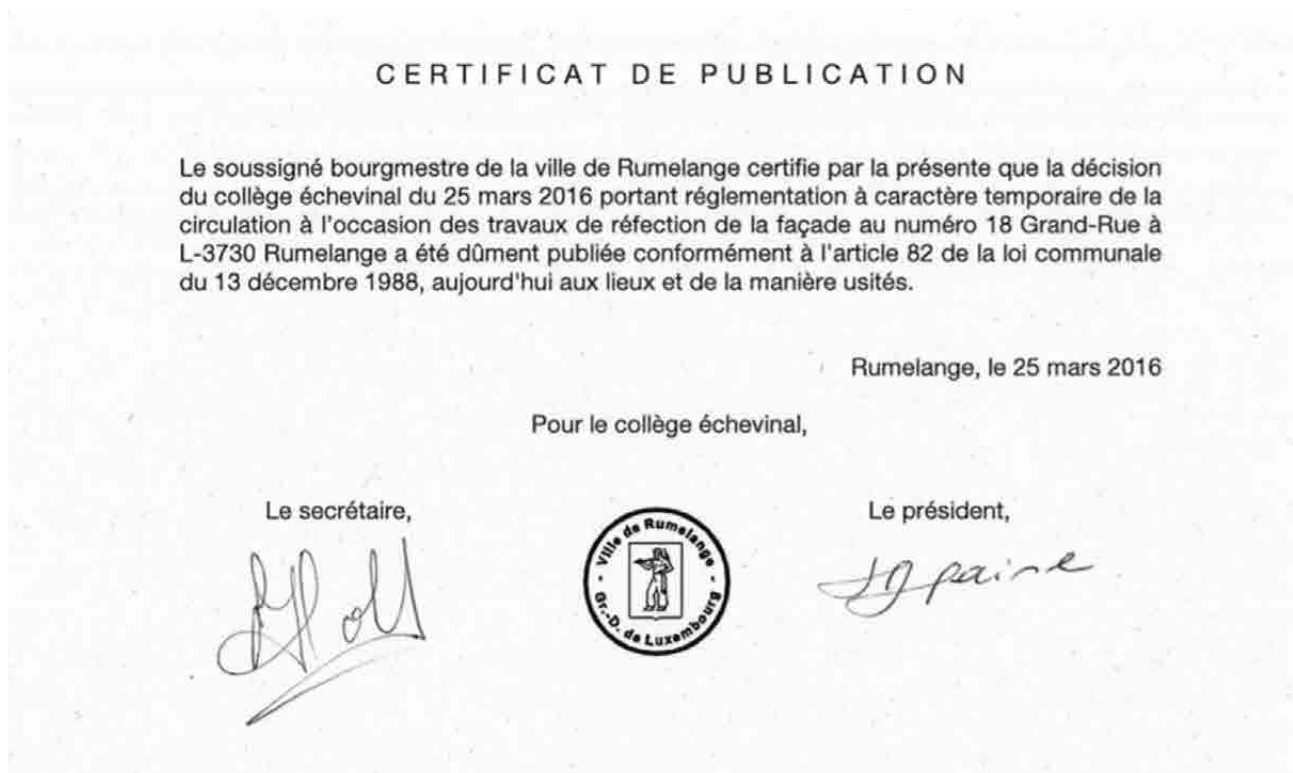 CERTIFICAT DE PUBLICATION
Le soussigné bourgmestre de la ville de Rumelange certifie par la présente que la décision
du collège échevinal du 25 mars 2016 portant réglementation à caractère temporaire de la
circulation à l'occasion des travaux de réfection de la façade au numéro 18 Grand-Rue à
L-3730 Rumelange a été dûment publiée conformément à l'article 82 de la loi communale
du 13 décembre 1988, aujourd'hui aux lieux et de la manière usités.
Rumelange, le 25 mars 2016
Pour le collège échevinal,
Le secrétaire,
Le président,
- Ville de Rumelange -
Gr.-D. de Luxembourg